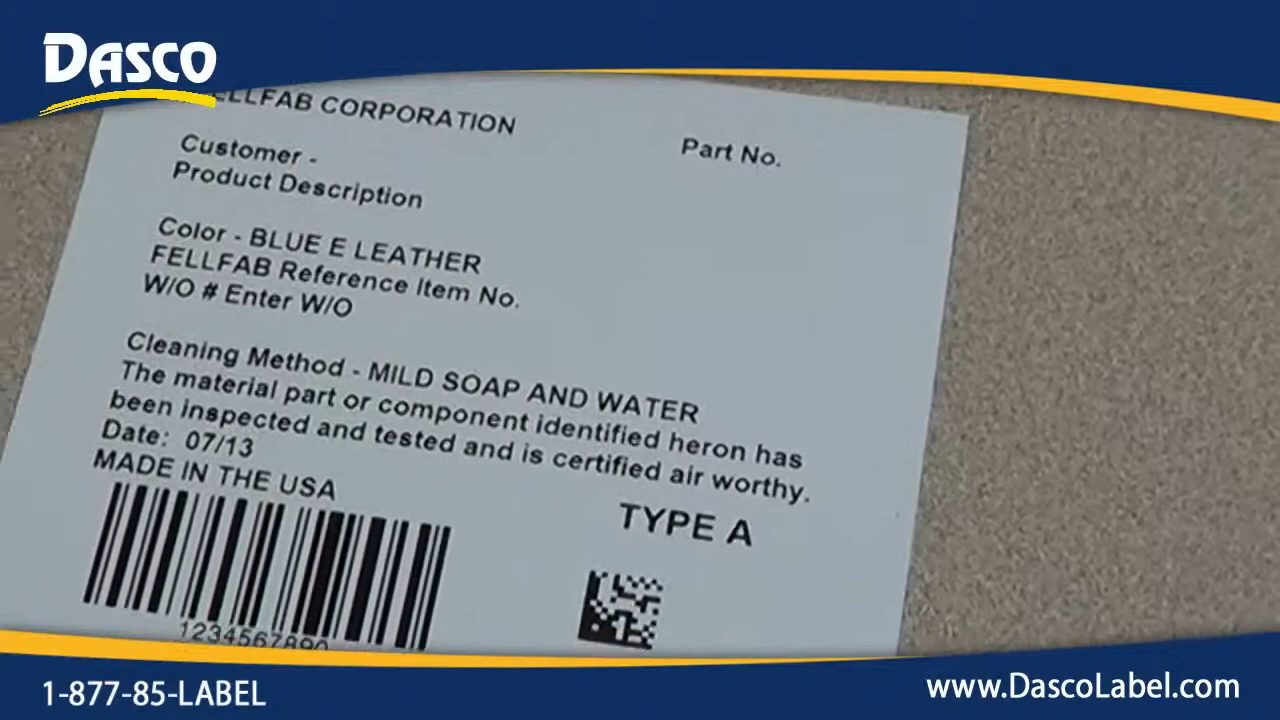 DASCO
FELLFAB CORPORATION
Part No.
Customer -
Product Description
Color - BLUE E LEATHER
FELLFAB Reference Item No.
W/O # Enter W/O
Cleaning Method - MILD SOAP AND WATER
The material part or component identified heron has
been inspected and tested and is certified air worthy.
Date: 07/13
MADE IN THE USA
TYPE A
1234567890
1-877-85-LABEL
www.DascoLabel.com